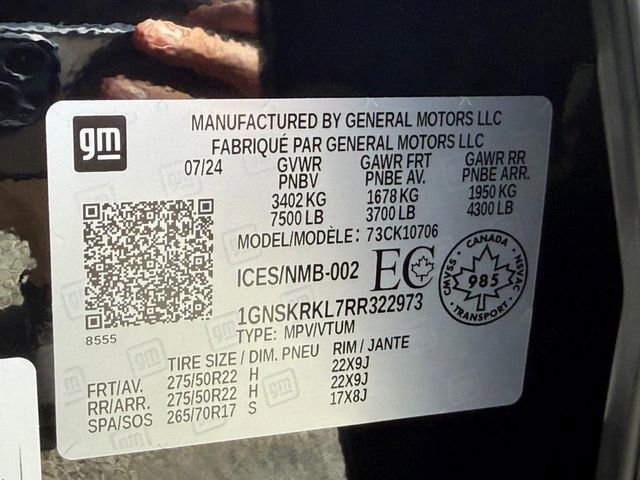 gm
MANUFACTURED BY GENERAL MOTORS LLC
FABRIQUÉ PAR GENERAL MOTORS LLC
07/24 GVWR GAWR FRT GAWR RR
PNBV PNBE AV. PNBE ARR.
3402 KG 1678 KG 1950 KG
7500 LB 3700 LB 4300 LB
MODEL/MODÈLE: 73CK10706
ICES/NMB-002 EC
CANADA
CMVSS 985 NSVAC
TRANSPORT
1GNSKRKL7RR322973
TYPE: MPV/VTUM
8555
TIRE SIZE / DIM. PNEU RIM / JANTE
FRT/AV. 275/50R22 H 22X9J
RR/ARR. 275/50R22 H 22X9J
SPA/SOS 265/70R17 S 17X8J